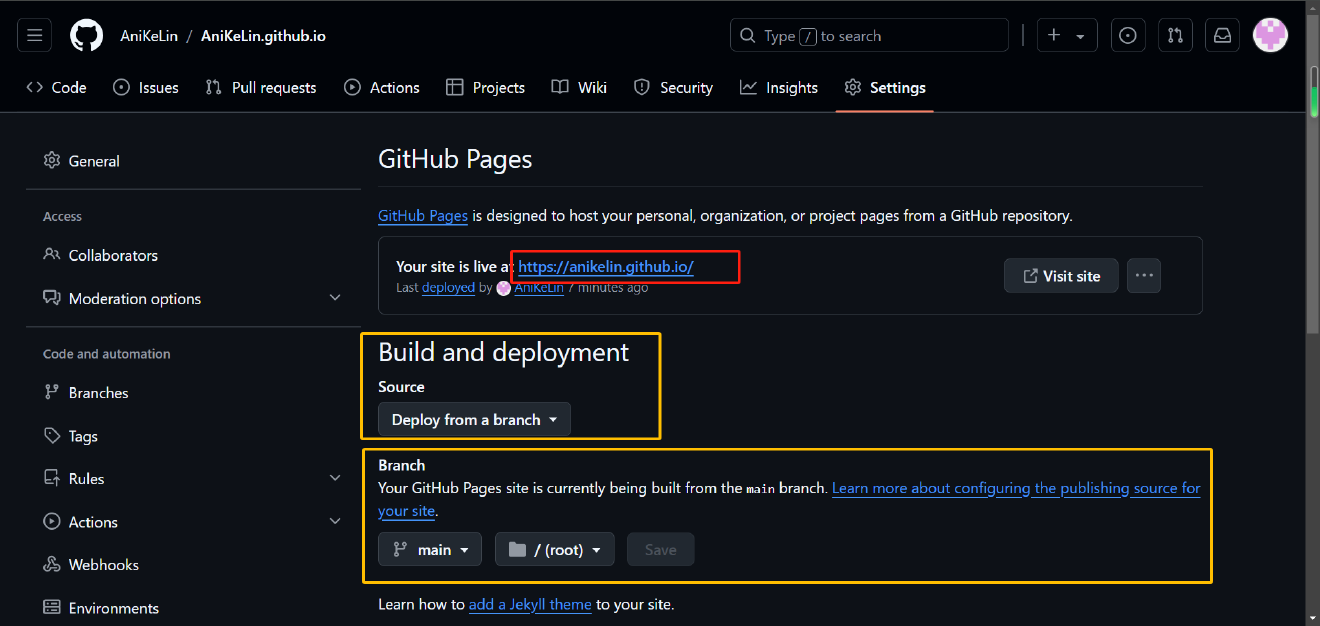 AniKeLin / AniKeLin.github.io
Type / to search
Code Issues Pull requests Actions Projects Wiki Security Insights Settings
General
Access
Collaborators
Moderation options
Code and automation
Branches
Tags
Rules
Actions
Webhooks
Environments
GitHub Pages
GitHub Pages is designed to host your personal, organization, or project pages from a GitHub repository.
Your site is live at https://anikelin.github.io/
Last deployed by AniKeLin 7 minutes ago
Visit site
Build and deployment
Source
Deploy from a branch
Branch
Your GitHub Pages site is currently being built from the main branch. Learn more about configuring the publishing source for
your site.
main / (root) Save
Learn how to add a Jekyll theme to your site.